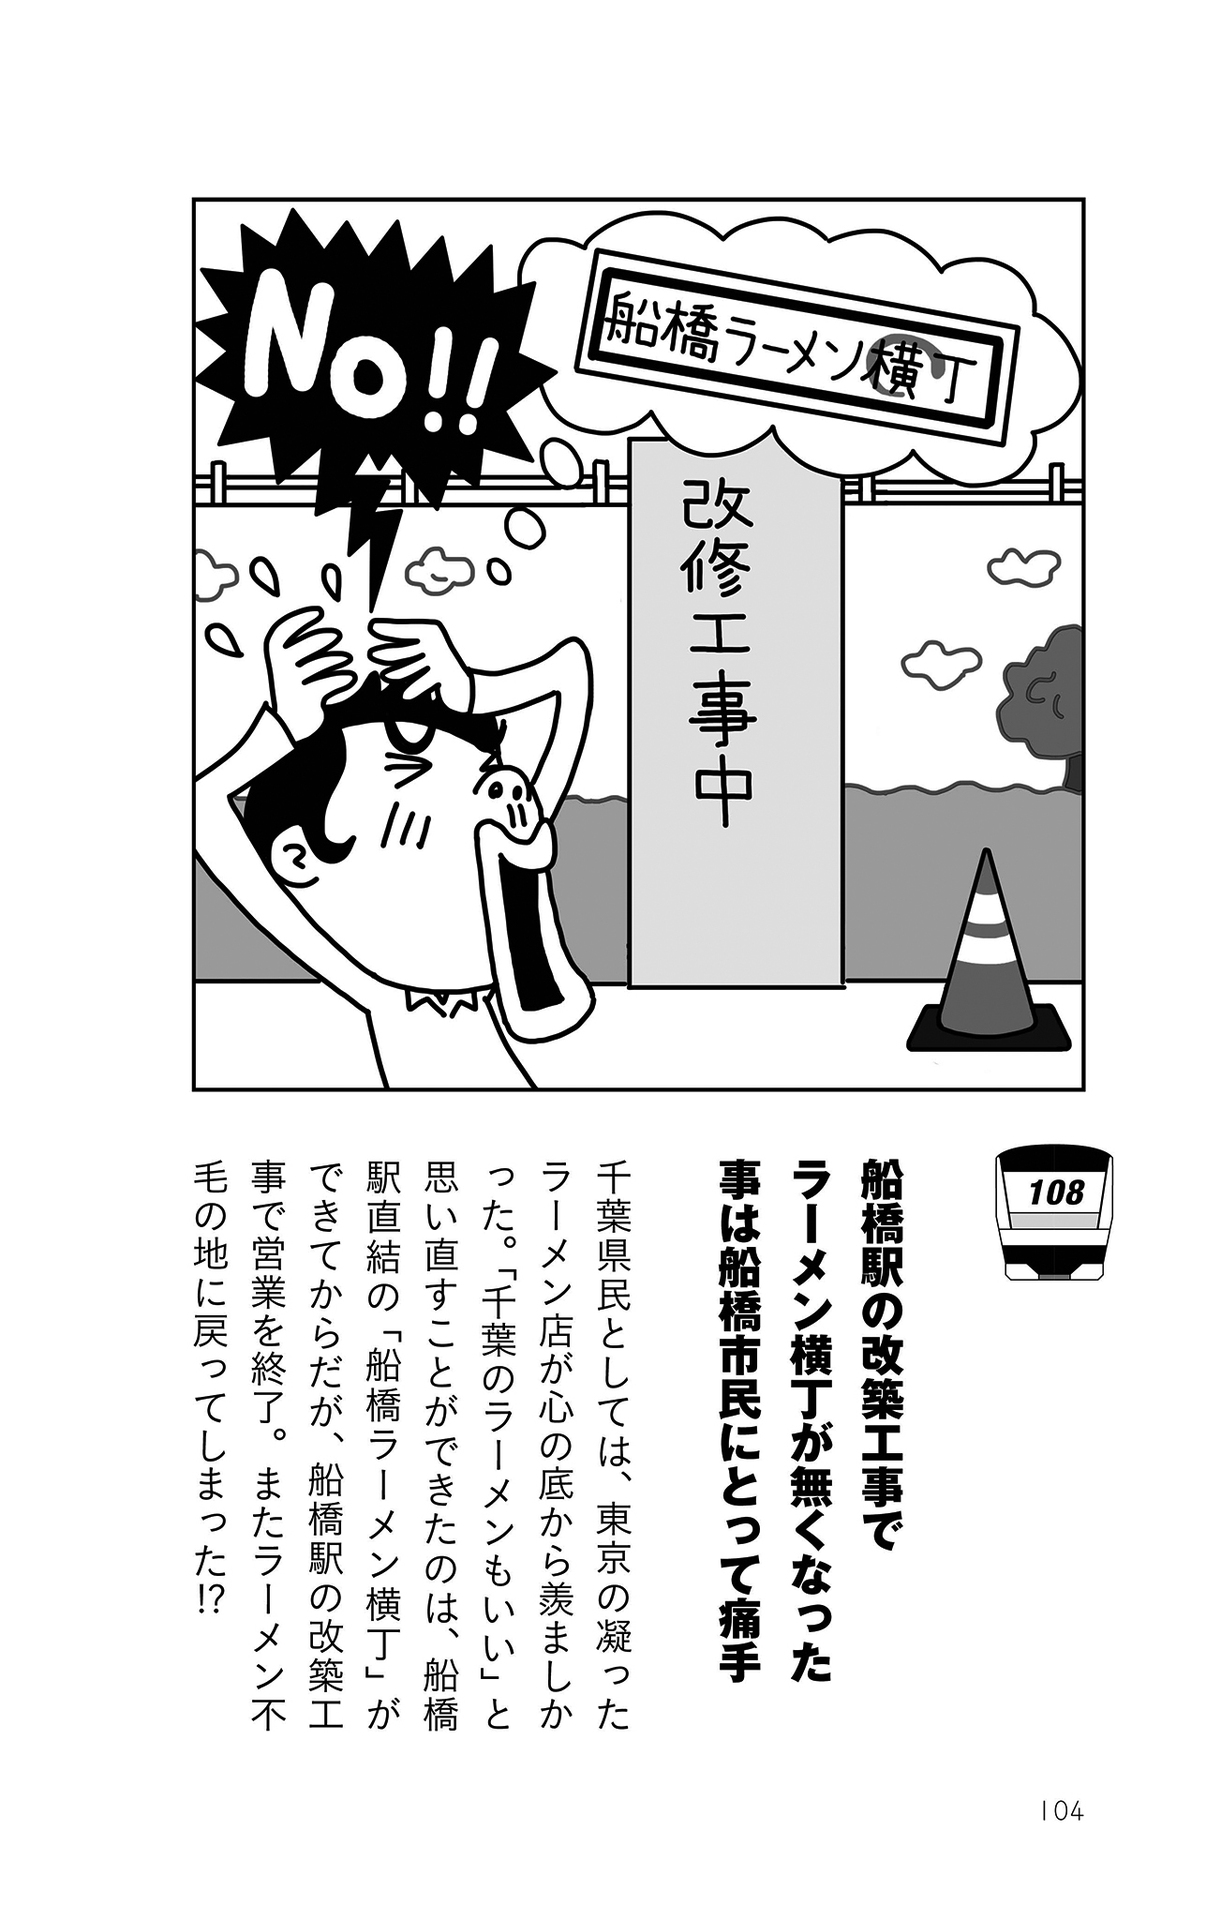 No!!
船橋ラーメン横丁
改修工事中
108
船橋駅の改築工事で
ラーメン横丁が無くなった
事は船橋市民にとって痛手
千葉県民としては、東京の凝った
ラーメン店が心の底から羨ましか
った。「千葉のラーメンもいい」と
思い直すことができたのは、船橋
駅直結の「船橋ラーメン横丁」が
できてからだが、船橋駅の改築工
事で営業を終了。またラーメン不
毛の地に戻ってしまった!?
104